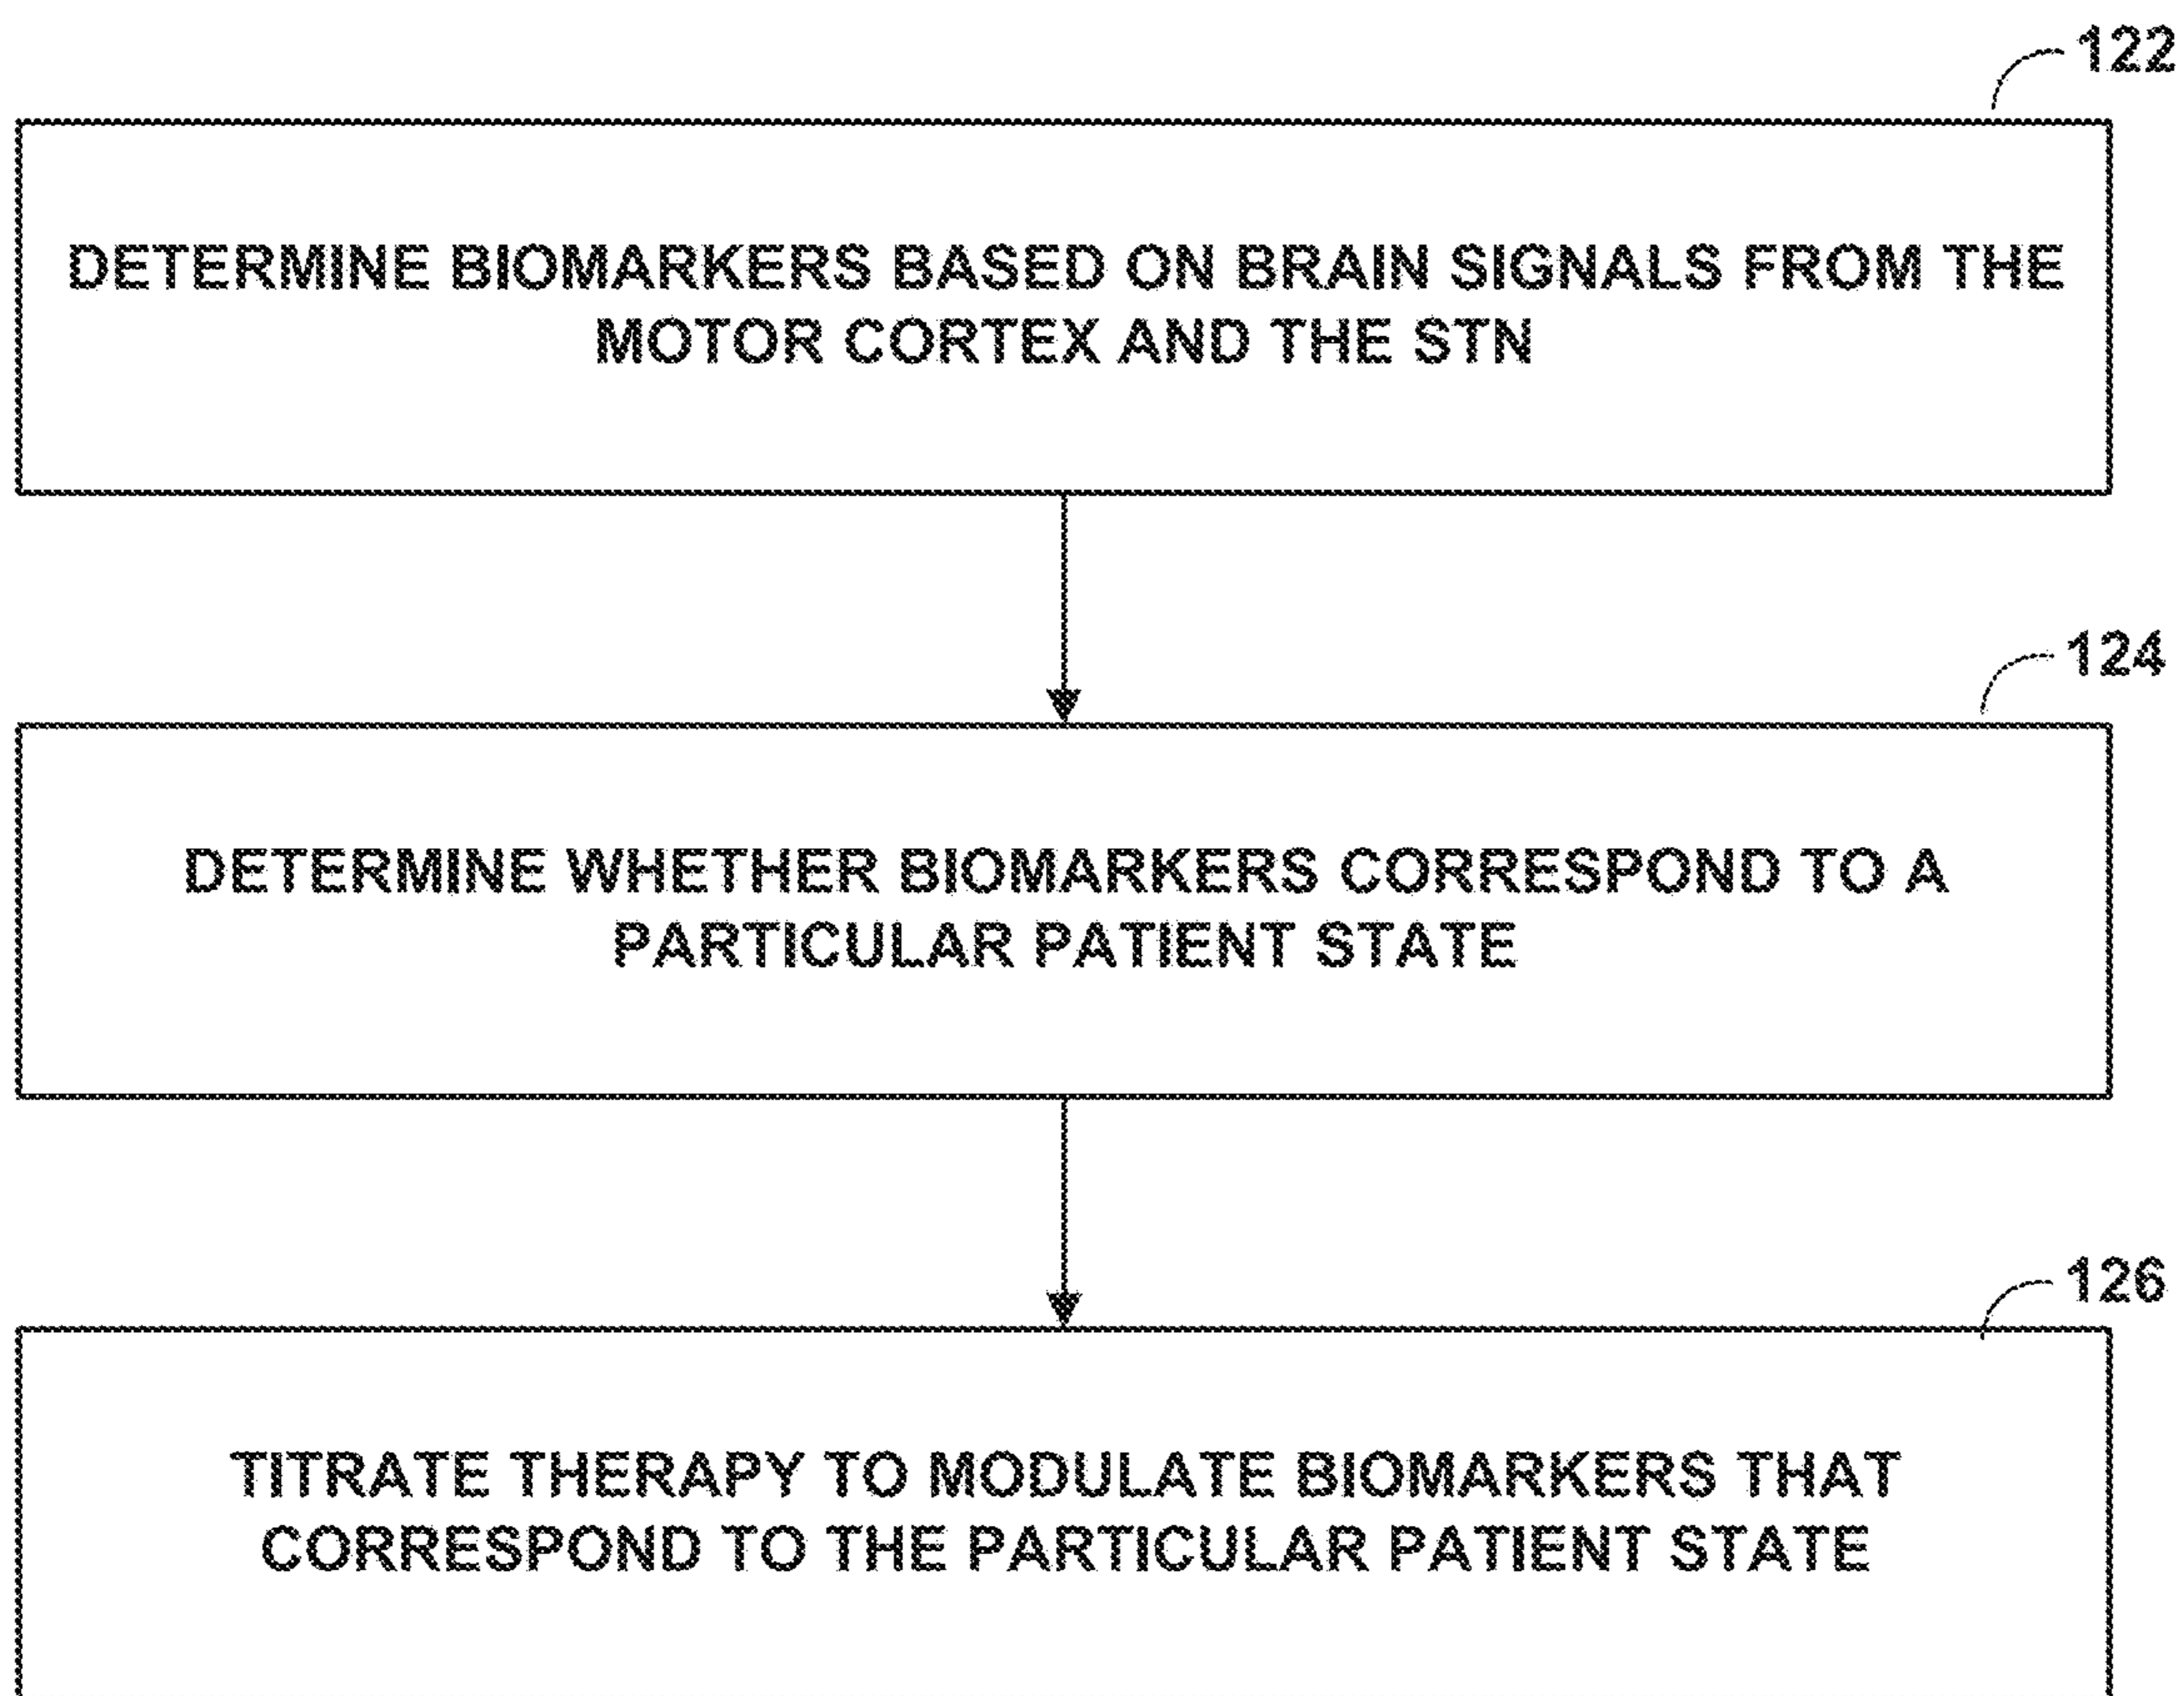 122
DETERMINE BIOMARKERS BASED ON BRAIN SIGNALS FROM THE
MOTOR CORTEX AND THE STN
124
DETERMINE WHETHER BIOMARKERS CORRESPOND TO A
PARTICULAR PATIENT STATE
126
TITRATE THERAPY TO MODULATE BIOMARKERS THAT
CORRESPOND TO THE PARTICULAR PATIENT STATE